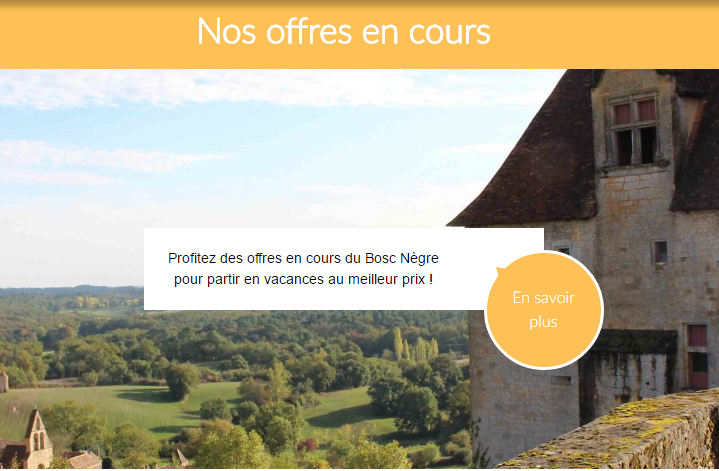 Nos offres en cours
Profitez des offres en cours du Bosc Nègre
pour partir en vacances au meilleur prix !
En savoir
plus